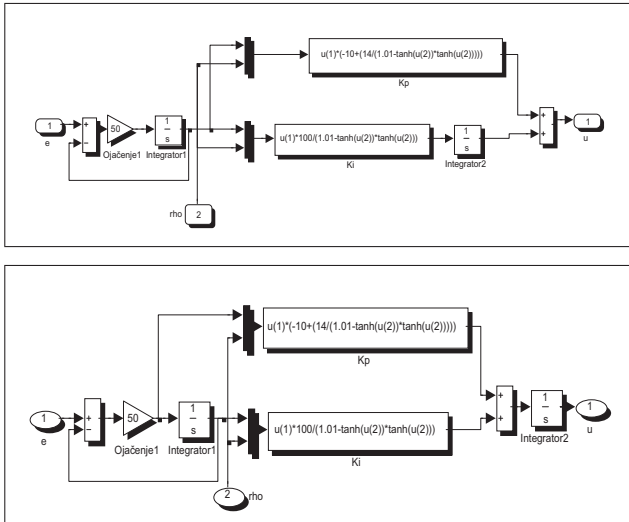 u(1)*(-10+(14/(1.01-tanh(u(2))*tanh(u(2)))))
Kp
1
e
+
−
50
Ojačenje1
1
s
Integrator1
u(1)*100/(1.01-tanh(u(2))*tanh(u(2)))
Ki
1
s
Integrator2
+
+
1
u
rho
2
u(1)*(-10+(14/(1.01-tanh(u(2))*tanh(u(2)))))
Kp
1
e
+
−
50
Ojačenje1
1
s
Integrator1
u(1)*100/(1.01-tanh(u(2))*tanh(u(2)))
Ki
+
+
1
s
Integrator2
1
u
2
rho